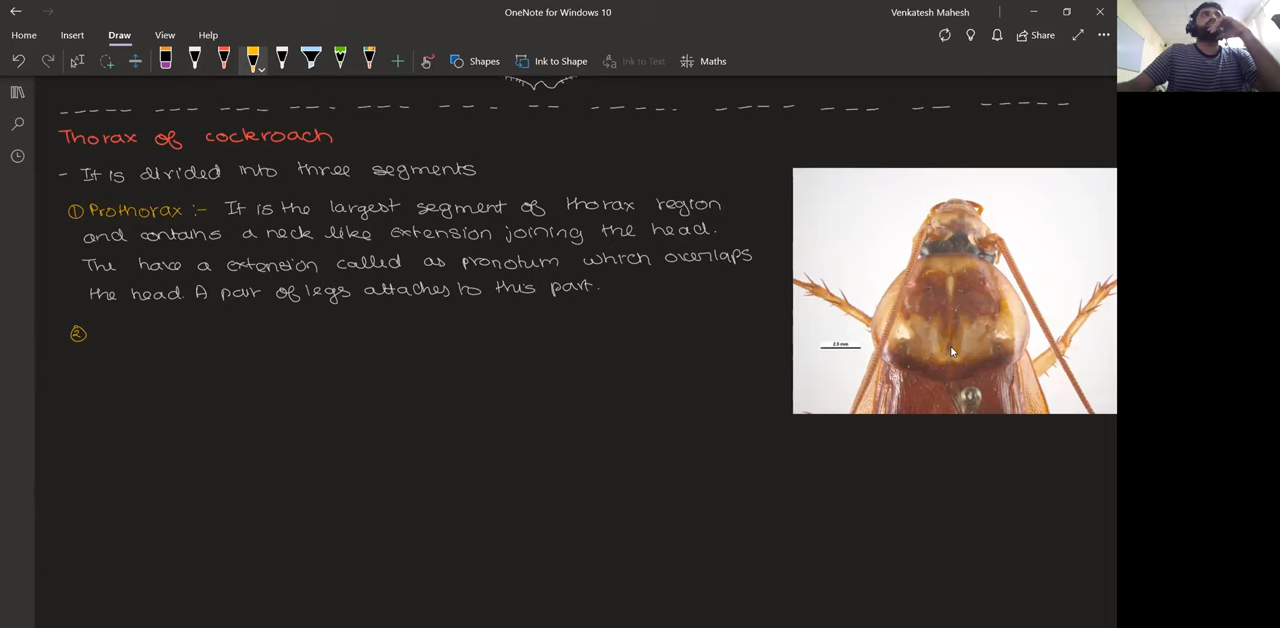 OneNote for Windows 10
Venkatesh Mahesh
Home Insert Draw View Help
Share
Shapes Ink to Shape Ink to Text Maths
Thorax of cockroach
- It is divided into three segments
① Prothorax :- It is the largest segment of thorax region
and contains a neck like extension joining the head.
The have a extension called as pronotum which overlaps
the head. A pair of legs attaches to this part.
②
2.5 mm